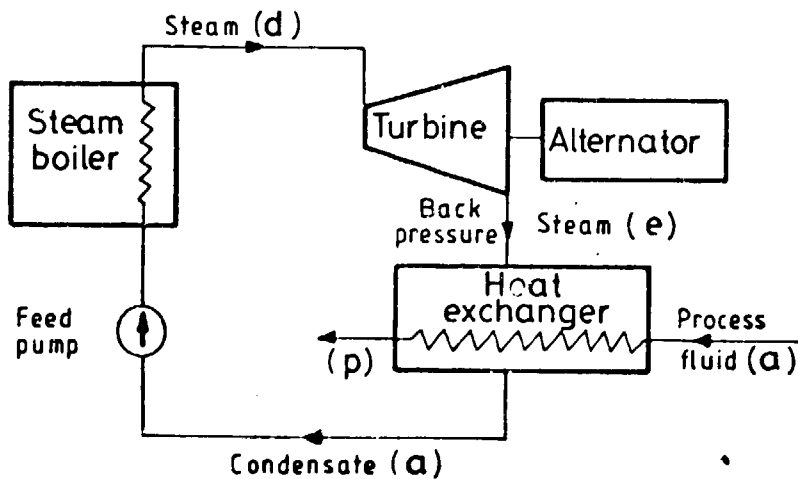 Steam (d)
Steam
boiler
Turbine
Alternator
Back
pressure
Steam (e)
Heat
exchanger
Feed
pump
(p)
Process
fluid (a)
Condensate (a)